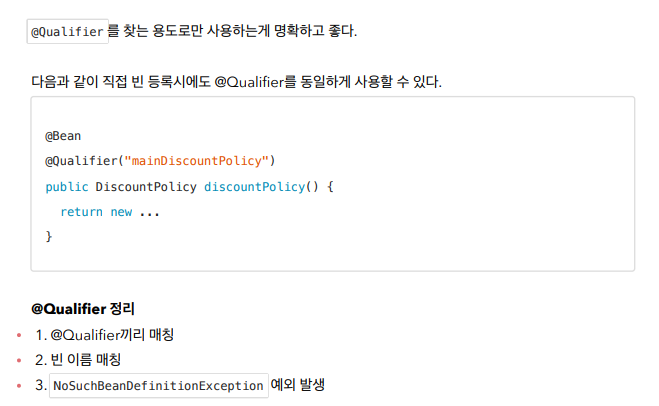 @Qualifier 를 찾는 용도로만 사용하는게 명확하고 좋다.
다음과 같이 직접 빈 등록시에도 @Qualifier를 동일하게 사용할 수 있다.
@Bean
@Qualifier("mainDiscountPolicy")
public DiscountPolicy discountPolicy() {
  return new ...
}
@Qualifier 정리
• 1. @Qualifier끼리 매칭
• 2. 빈 이름 매칭
• 3. NoSuchBeanDefinitionException 예외 발생